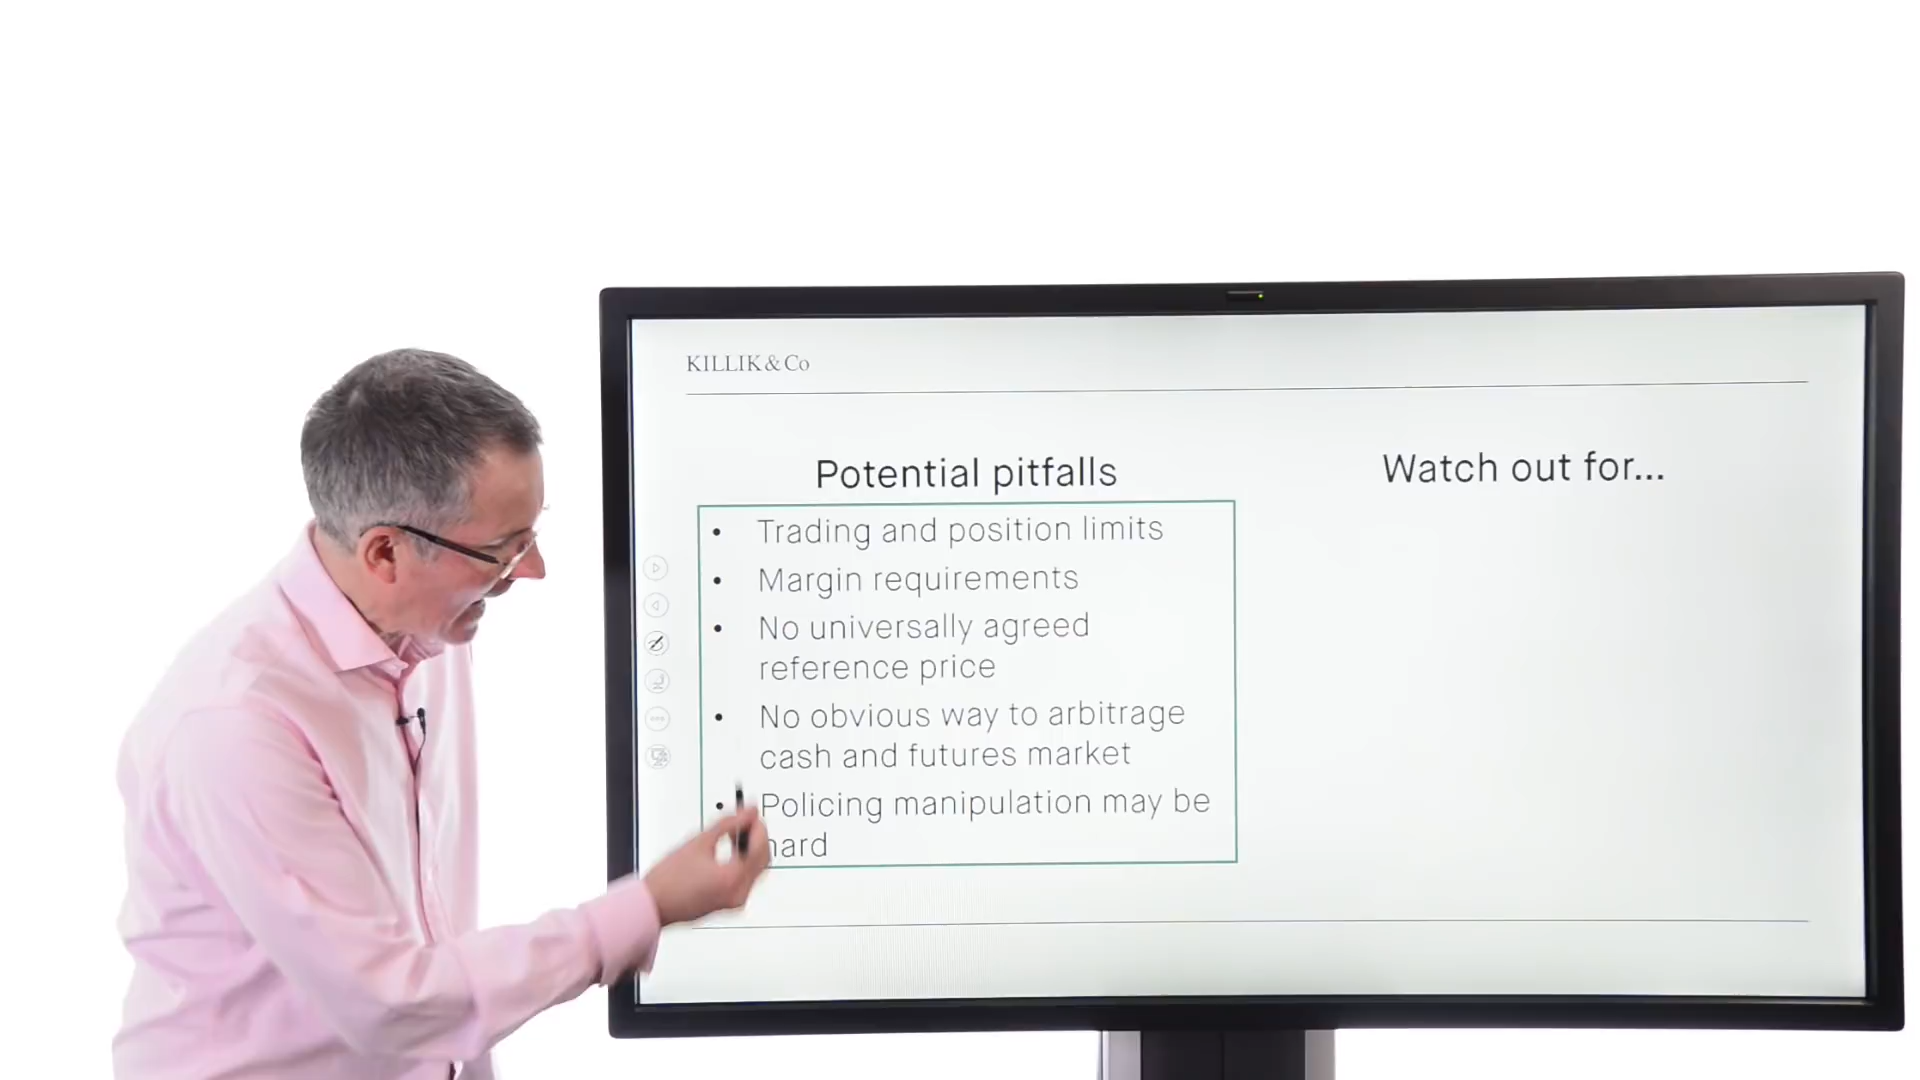 KILLIK & Co
Potential pitfalls
Watch out for...
• Trading and position limits
• Margin requirements
• No universally agreed
reference price
• No obvious way to arbitrage
cash and futures market
• Policing manipulation may be
hard